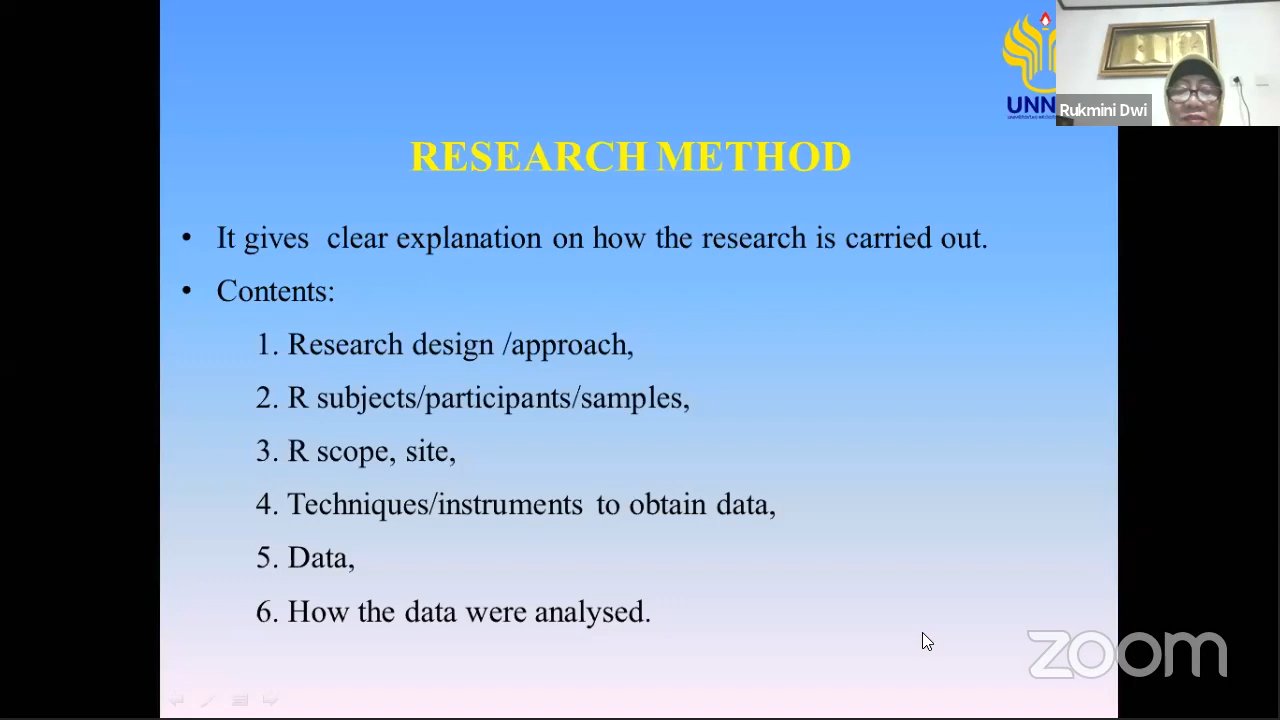 UNN
Rukmini Dwi
RESEARCH METHOD
• It gives clear explanation on how the research is carried out.
• Contents:
1. Research design /approach,
2. R subjects/participants/samples,
3. R scope, site,
4. Techniques/instruments to obtain data,
5. Data,
6. How the data were analysed.
zoom